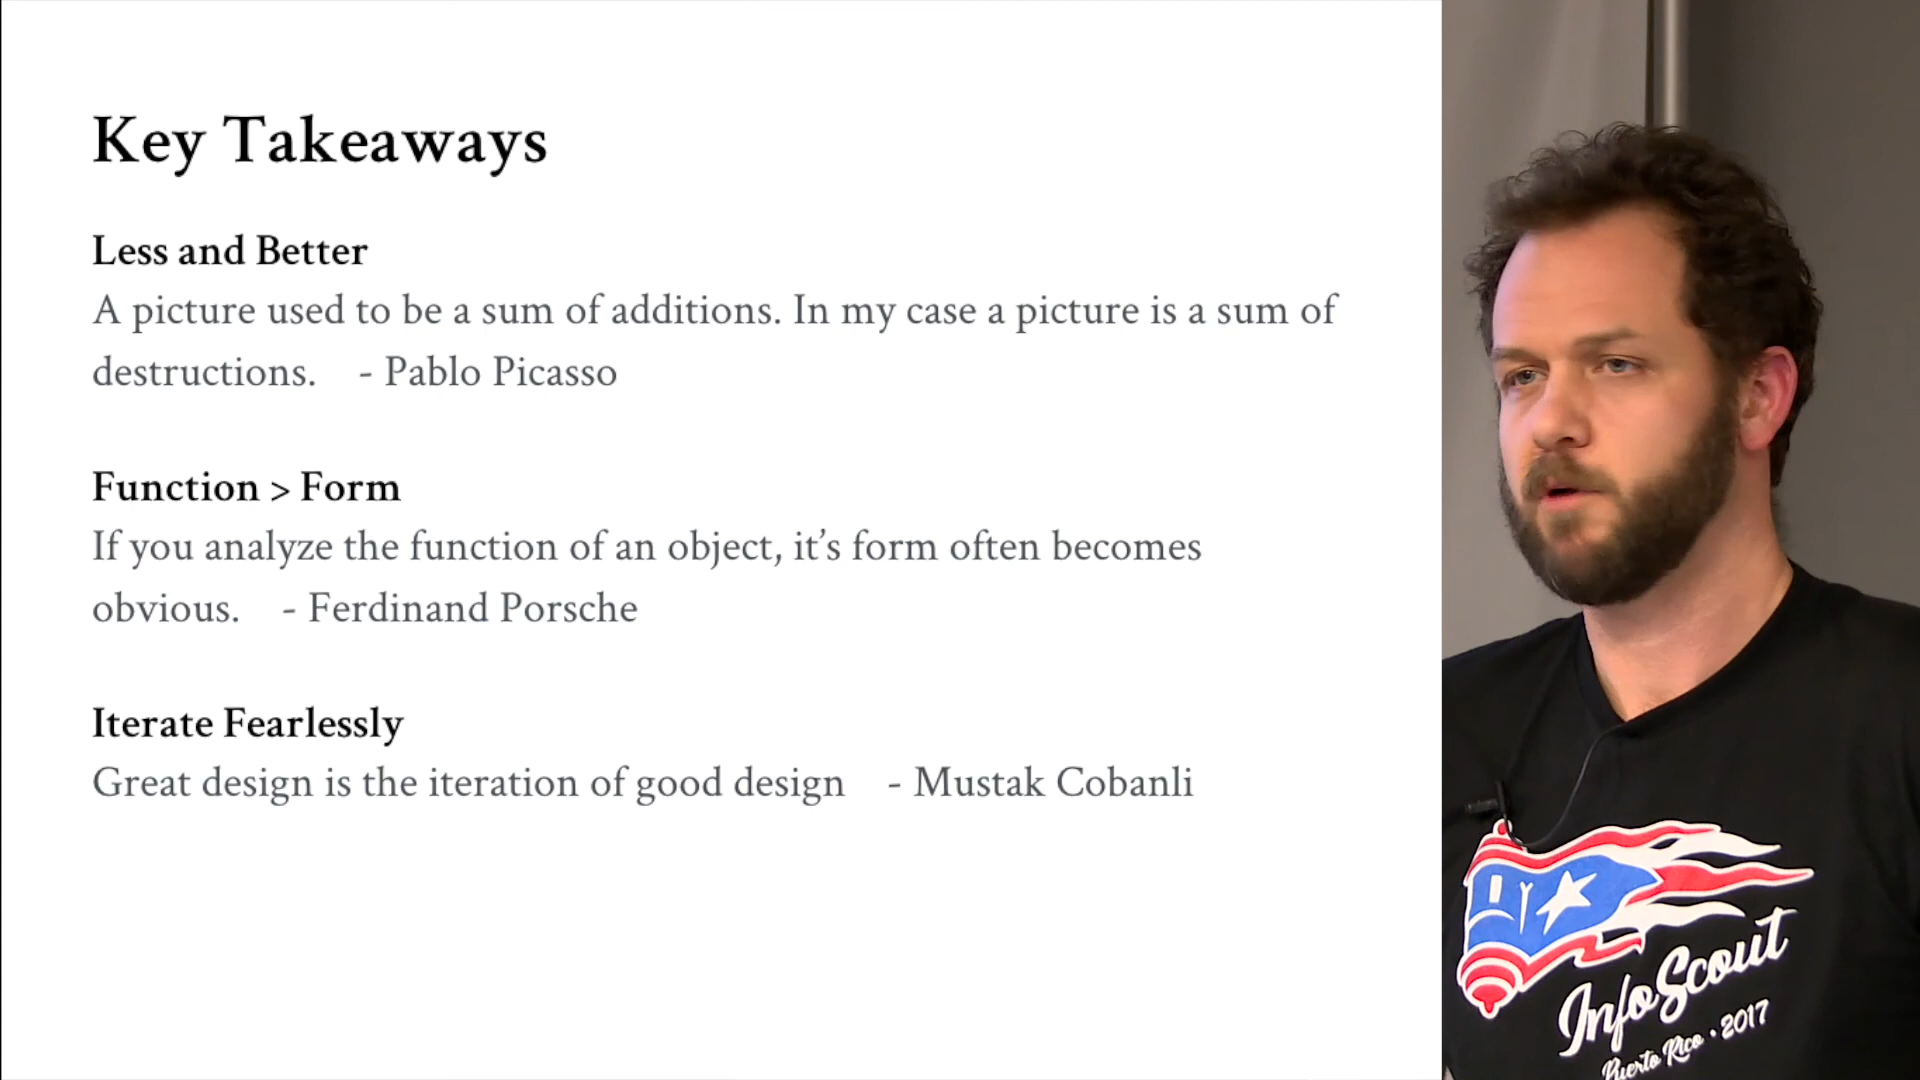 Key Takeaways
Less and Better
A picture used to be a sum of additions. In my case a picture is a sum of
destructions. - Pablo Picasso
Function > Form
If you analyze the function of an object, it’s form often becomes
obvious. - Ferdinand Porsche
Iterate Fearlessly
Great design is the iteration of good design - Mustak Cobanli
InfoScout
Puerto Rico • 2017